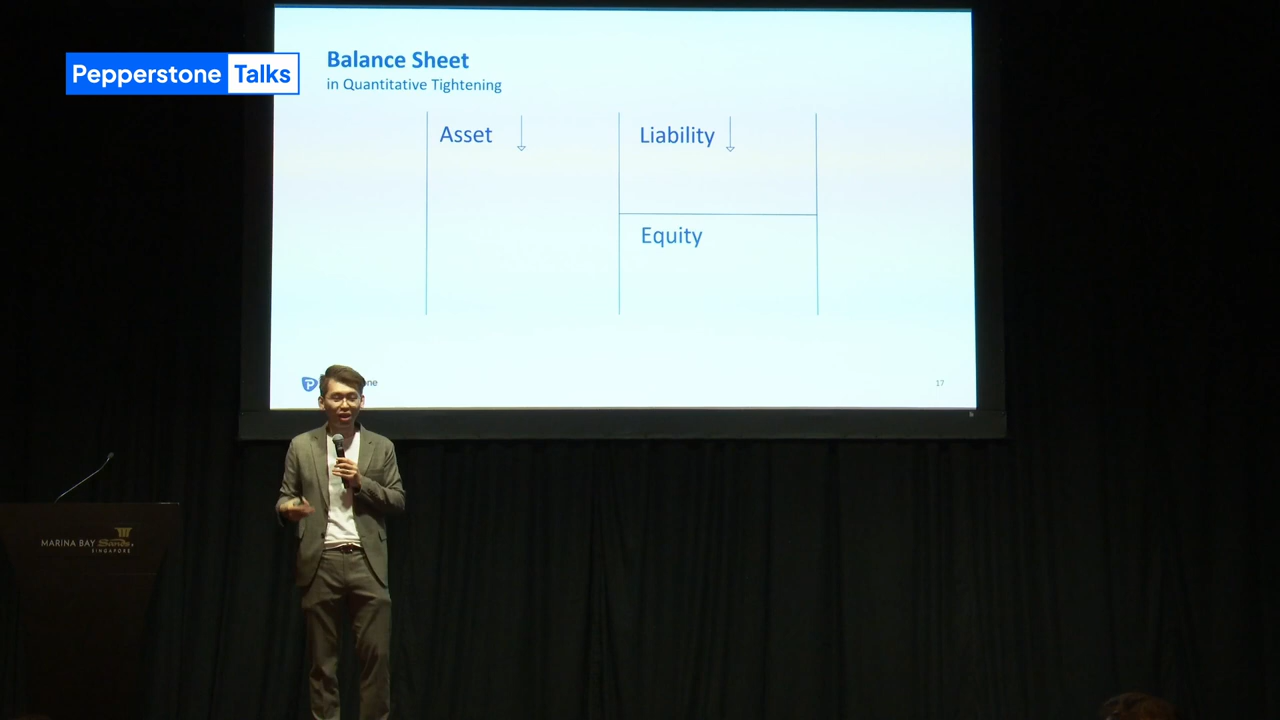 Pepperstone Talks
Balance Sheet
in Quantitative Tightening
Asset
Liability
Equity
17
MARINA BAY Sands
SINGAPORE